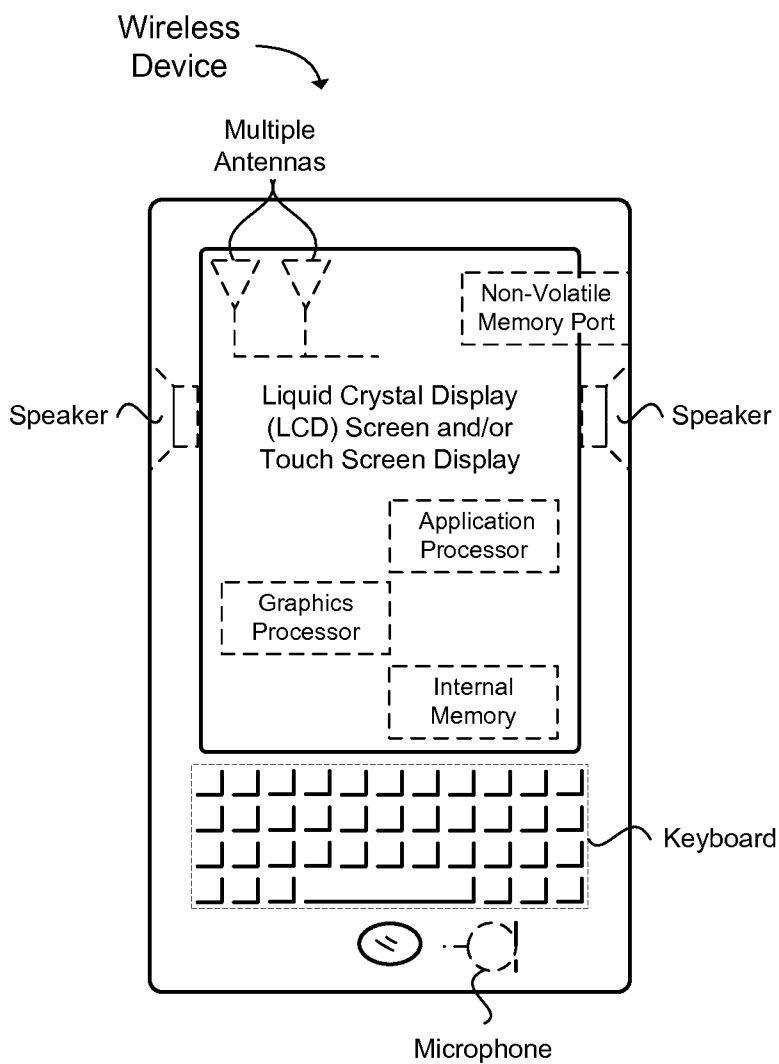 Wireless
Device
Multiple
Antennas
Non-Volatile
Memory Port
Speaker
Liquid Crystal Display
(LCD) Screen and/or
Touch Screen Display
Speaker
Application
Processor
Graphics
Processor
Internal
Memory
Keyboard
Microphone